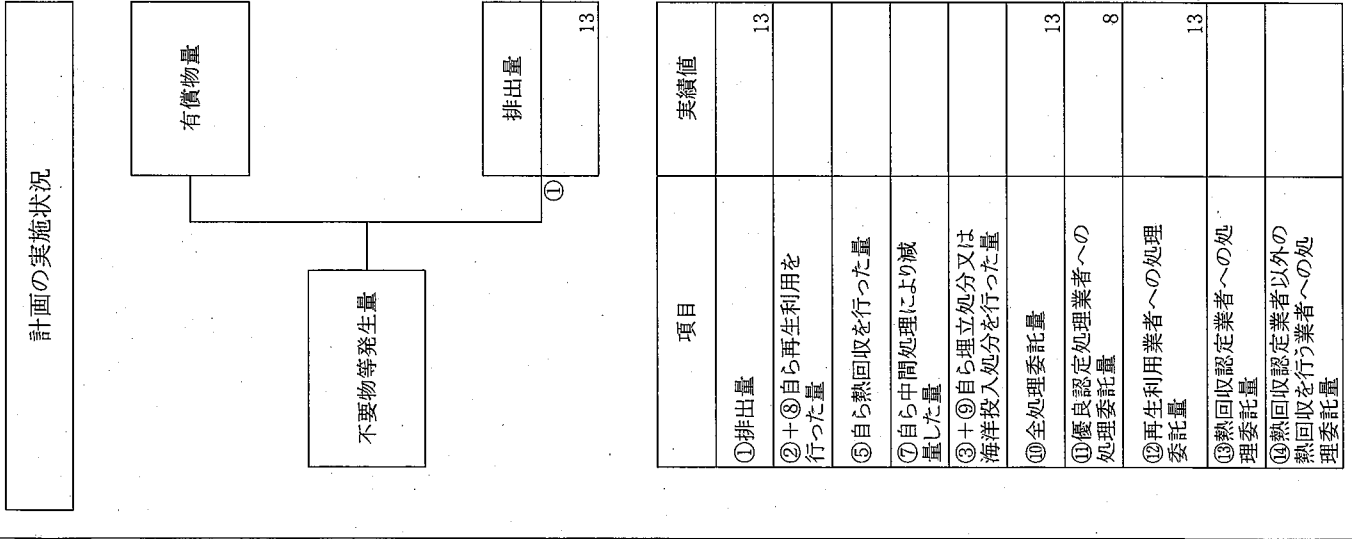 計画の実施状況
有償物量
不要物等発生量
排出量
①
13
項目
実績値
①排出量
13
②+⑧自ら再生利用を
行った量
⑤自ら熱回収を行った量
⑦自ら中間処理により減
量した量
③+⑨自ら埋立処分又は
海洋投入処分を行った量
⑩全処理委託量
13
⑪優良認定処理業者への
処理委託量
8
⑫再生利用業者への処理
委託量
13
⑬熱回収認定業者への処
理委託量
⑭熱回収認定業者以外の
熱回収を行う業者への処
理委託量